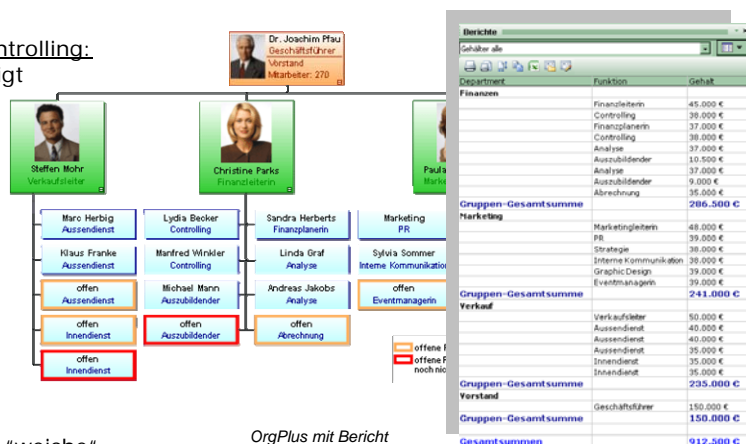 ntrolling:
gt
Dr. Joachim Pfau
Geschäftsführer
Vorstand
Mitarbeiter: 270
Steffen Mohr
Verkaufsleiter
Christine Parks
Finanzleiterin
Paula
Marke
Marc Herbig
Aussendienst
Lydia Becker
Controlling
Sandra Herberts
Finanzplanerin
Marketing
PR
Klaus Franke
Aussendienst
Manfred Winkler
Controlling
Linda Graf
Analyse
Sylvia Sommer
Interne Kommunikation
offen
Aussendienst
Michael Mann
Auszubildender
Andreas Jakobs
Analyse
offen
Eventmanagerin
offen
Innendienst
offen
Auszubildender
offen
Abrechnung
offen
Innendienst
offene P
offene P
noch nic
"weiche"
OrgPlus mit Bericht
Berichte
Gehälter alle
Department Funktion Gehalt
Finanzen
Finanzleiterin 45.000 €
Controlling 38.000 €
Finanzplanerin 37.000 €
Controlling 38.000 €
Analyse 37.000 €
Auszubildender 10.500 €
Analyse 37.000 €
Auszubildender 9.000 €
Abrechnung 35.000 €
Gruppen-Gesamtsumme 286.500 €
Marketing
Marketingleiterin 48.000 €
PR 39.000 €
Strategie 38.000 €
Interne Kommunikation 38.000 €
Graphic Design 39.000 €
Eventmanagerin 39.000 €
Gruppen-Gesamtsumme 241.000 €
Verkauf
Verkaufsleiter 50.000 €
Aussendienst 40.000 €
Aussendienst 40.000 €
Aussendienst 35.000 €
Innendienst 35.000 €
Innendienst 35.000 €
Gruppen-Gesamtsumme 235.000 €
Vorstand
Geschäftsführer 150.000 €
Gruppen-Gesamtsumme 150.000 €
Gesamtsummen 912.500 €